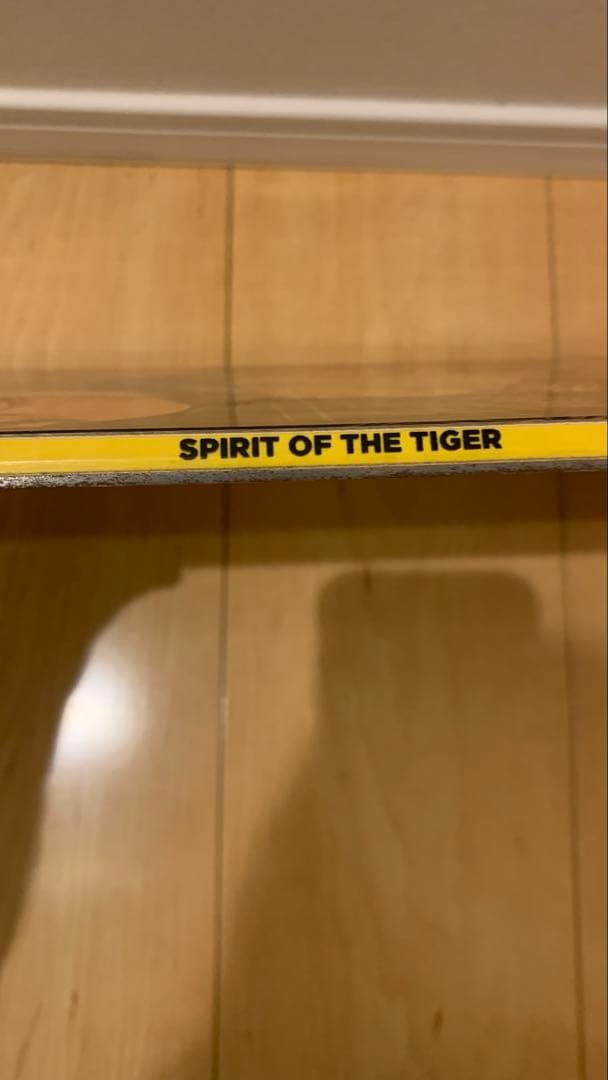 SPIRIT OF THE TIGER